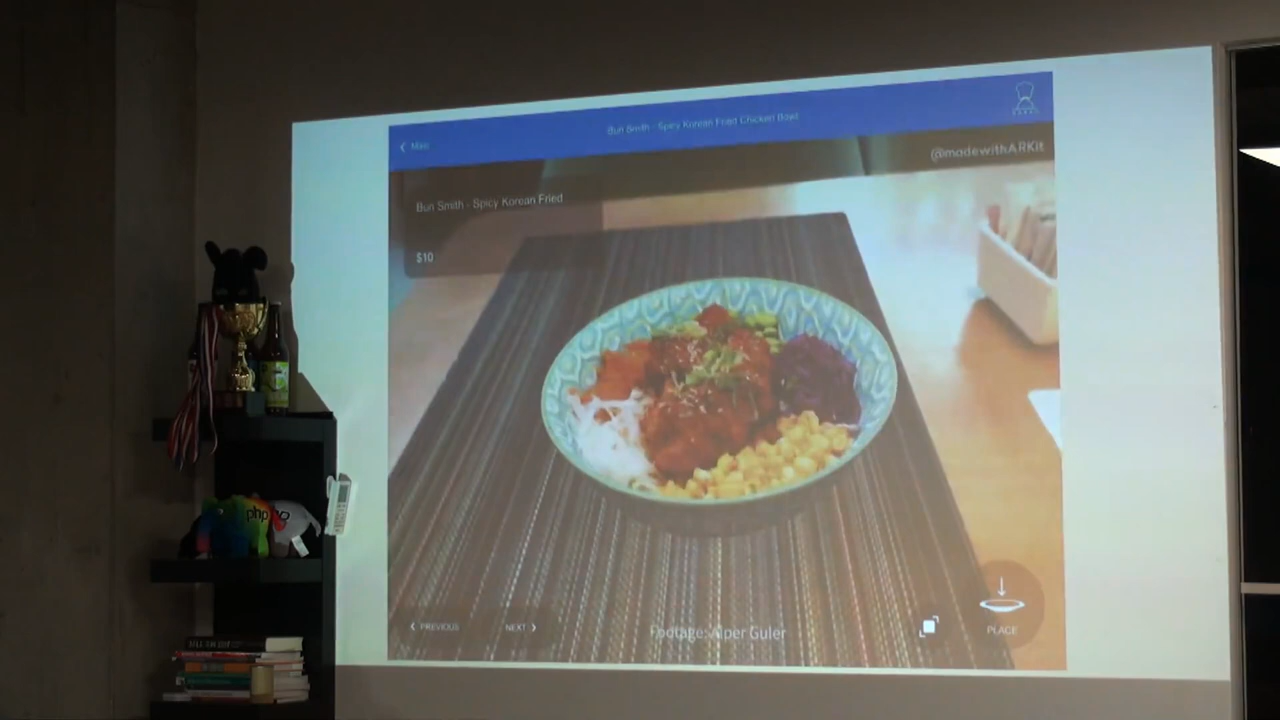 Bun Smith - Spicy Korean Fried Chicken Bowl
Main
@madewithARKit
Bun Smith - Spicy Korean Fried
$10
php
PREVIOUS
NEXT
Footage: Alper Guler
PLACE